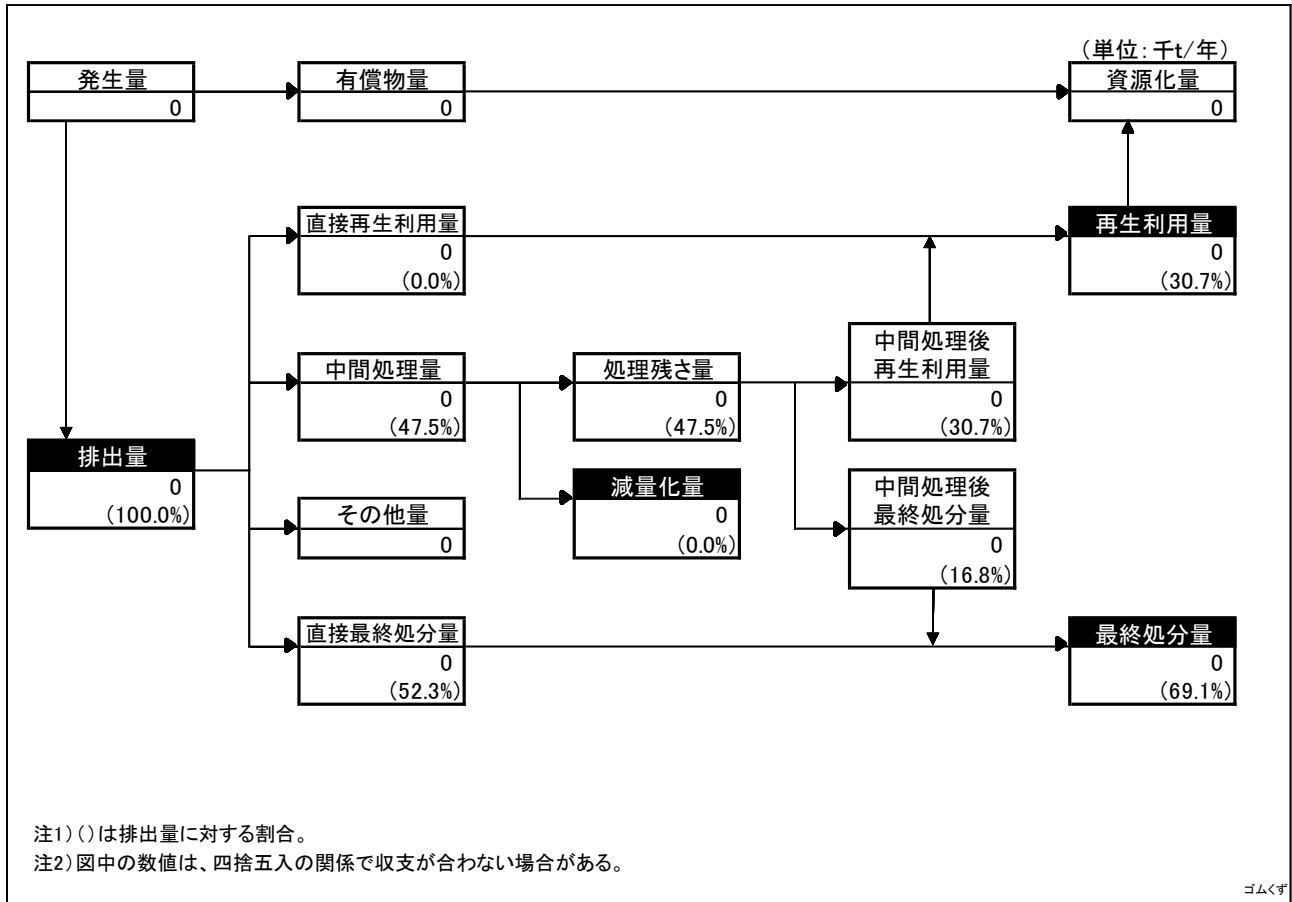 (単位:千t/年)
発生量
0
有償物量
0
資源化量
0
直接再生利用量
0
(0.0%)
再生利用量
0
(30.7%)
中間処理量
0
(47.5%)
処理残さ量
0
(47.5%)
中間処理後
再生利用量
0
(30.7%)
排出量
0
(100.0%)
減量化量
0
(0.0%)
中間処理後
最終処分量
0
(16.8%)
その他量
0
直接最終処分量
0
(52.3%)
最終処分量
0
(69.1%)
注1)()は排出量に対する割合。
注2)図中の数値は、四捨五入の関係で収支が合わない場合がある。
ゴムくず